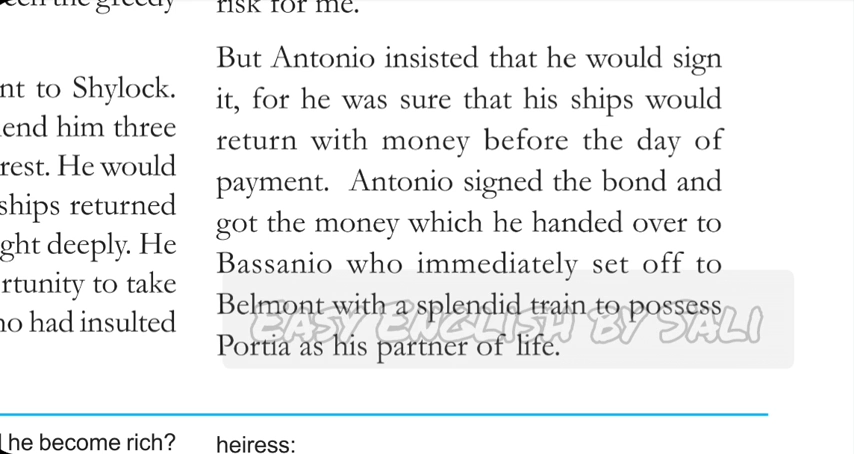 risk for me.
nt to Shylock.
end him three
rest. He would
ships returned
ght deeply. He
rtunity to take
o had insulted
But Antonio insisted that he would sign
it, for he was sure that his ships would
return with money before the day of
payment. Antonio signed the bond and
got the money which he handed over to
Bassanio who immediately set off to
Belmont with a splendid train to possess
Portia as his partner of life.
EASY ENGLISH BY SALI
he become rich?
heiress: